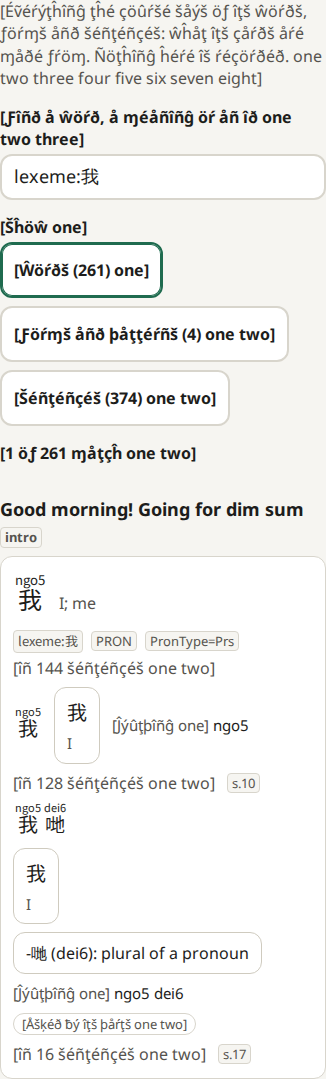 [Éṽéŕýţĥîñĝ ţĥé çöûŕšé šåýš öƒ îţš ŵöŕðš,
ƒöŕɱš åñð šéñţéñçéš: ŵĥåţ îţš çåŕðš åŕé
ɱåðé ƒŕöɱ. Ñöţĥîñĝ ĥéŕé îš ŕéçöŕðéð. one
two three four five six seven eight]
[Ƒîñð å ŵöŕð, å ɱéåñîñĝ öŕ åñ îð one
two three]
lexeme:我
[Šĥöŵ one]
[Ŵöŕðš (261) one]
[Ƒöŕɱš åñð þåţţéŕñš (4) one two]
[Šéñţéñçéš (374) one two]
[1 öƒ 261 ɱåţçĥ one two]
Good morning! Going for dim sum
intro
ngo5
我 I; me
lexeme:我 PRON PronType=Prs
[îñ 144 šéñţéñçéš one two]
ngo5
我 我 I [Ĵýûţþîñĝ one] ngo5
[îñ 128 šéñţéñçéš one two] s.10
ngo5 dei6
我 哋
我
I
-哋 (dei6): plural of a pronoun
[Ĵýûţþîñĝ one] ngo5 dei6
[Åšķéð ƀý îţš þåŕţš one two]
[îñ 16 šéñţéñçéš one two] s.17